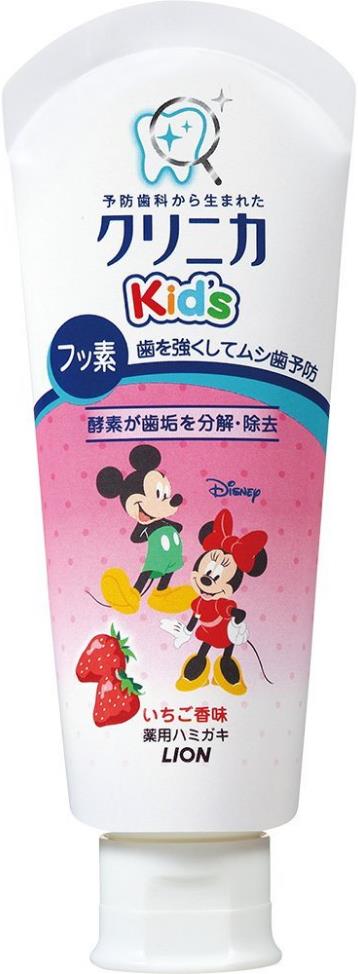 予防歯科から生まれた
クリニカ
Kid's
フッ素
歯を強くしてムシ歯予防
酵素が歯垢を分解・除去
Disney
いちご香味
薬用ハミガキ
LION